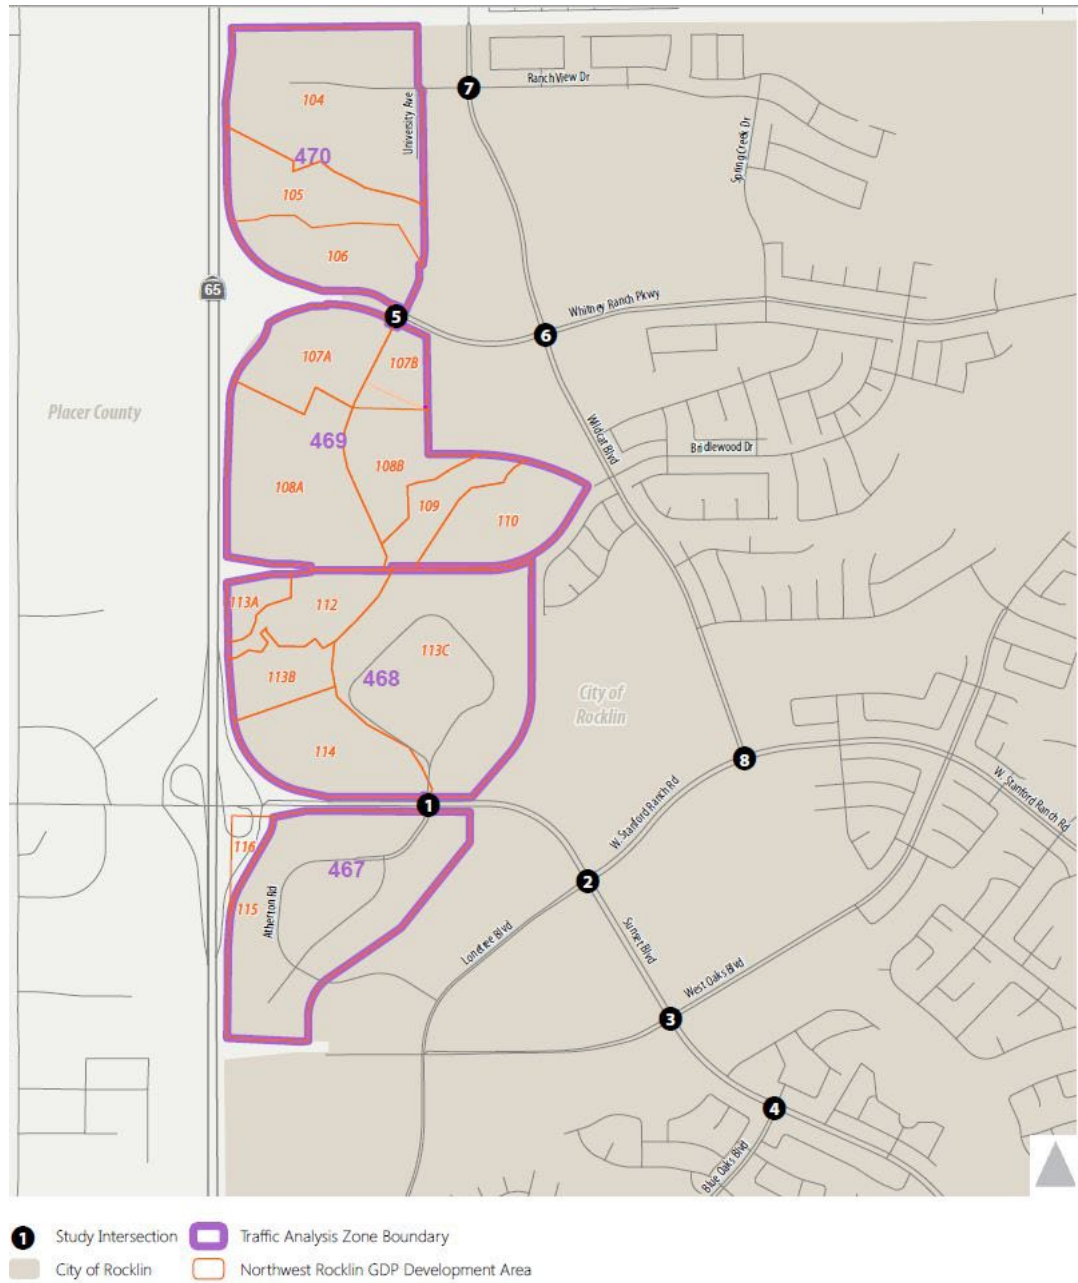 7
Ranch View Dr
104
University Ave
Spring Creek Dr
470
105
106
65
5
Whitney Ranch Pkwy
6
107A
107B
Placer County
469
Wildcat Blvd
Bridlewood Dr
108B
108A
109
110
113A
112
113C
113B
468
City of
Rocklin
114
8
W. Stanford Ranch Rd
W. Stanford Ranch Rd
1
116
467
2
115
Atherton Rd
Lonetree Blvd
Sunset Blvd
West Oaks Blvd
3
4
Blue Oaks Blvd
1 Study Intersection
Traffic Analysis Zone Boundary
City of Rocklin
Northwest Rocklin GDP Development Area